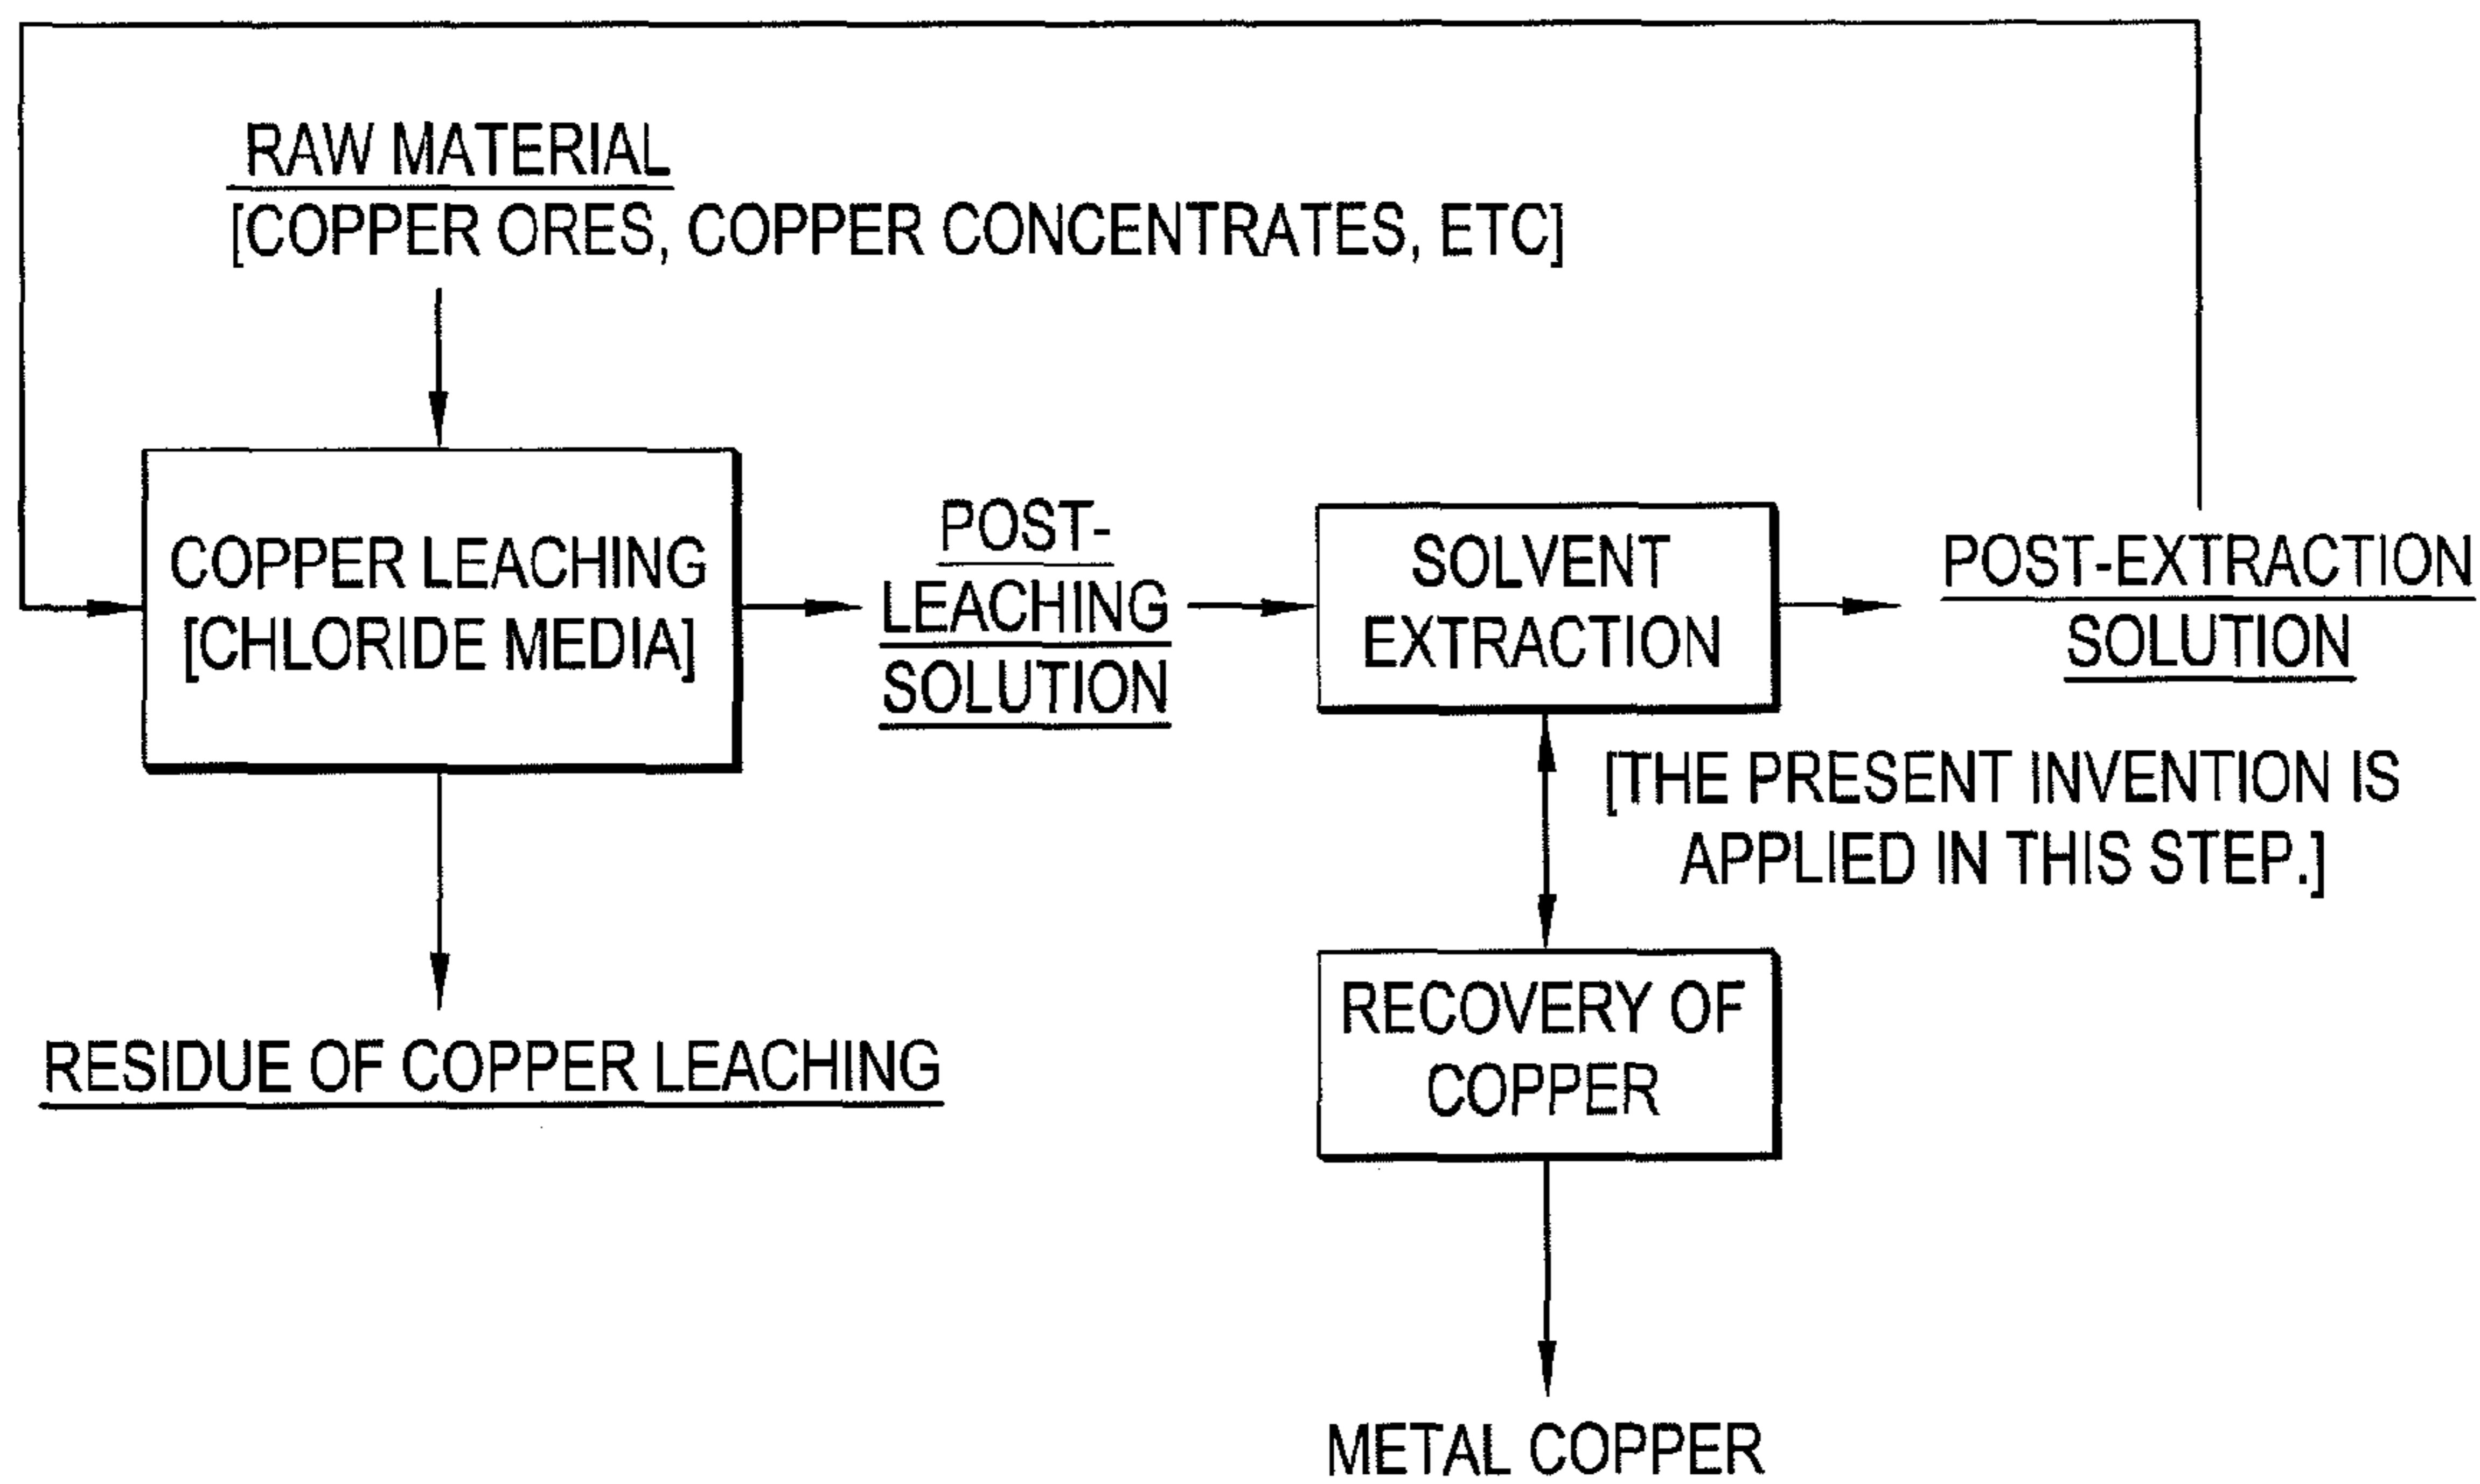 RAW MATERIAL
[COPPER ORES, COPPER CONCENTRATES, ETC]
COPPER LEACHING
[CHLORIDE MEDIA]
POST-
LEACHING
SOLUTION
SOLVENT
EXTRACTION
POST-EXTRACTION
SOLUTION
[THE PRESENT INVENTION IS
APPLIED IN THIS STEP.]
RESIDUE OF COPPER LEACHING
RECOVERY OF
COPPER
METAL COPPER